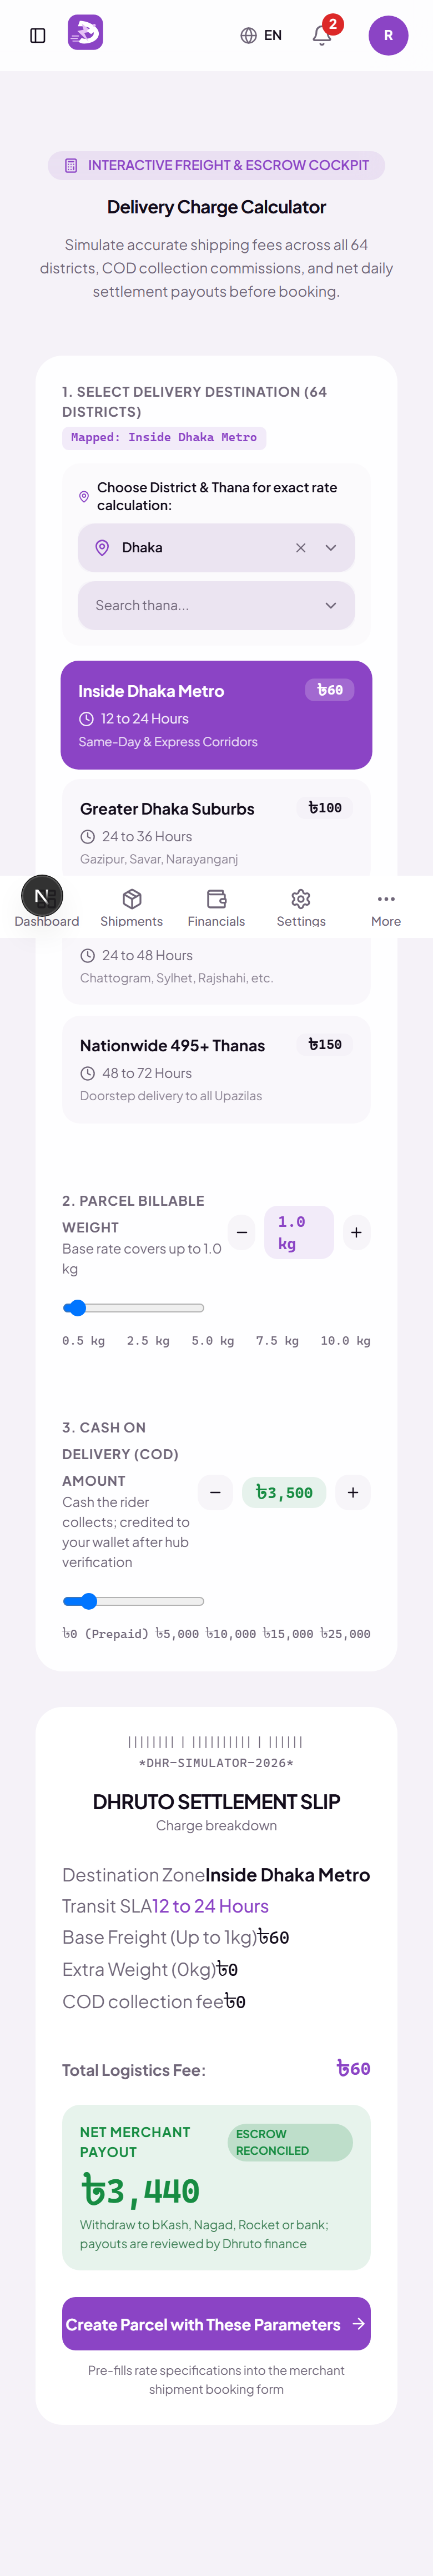 EN
2
R
INTERACTIVE FREIGHT & ESCROW COCKPIT
Delivery Charge Calculator
Simulate accurate shipping fees across all 64
districts, COD collection commissions, and net daily
settlement payouts before booking.
1. SELECT DELIVERY DESTINATION (64
DISTRICTS)
Mapped: Inside Dhaka Metro
Choose District & Thana for exact rate
calculation:
Dhaka
Search thana...
Inside Dhaka Metro ৳60
12 to 24 Hours
Same-Day & Express Corridors
Greater Dhaka Suburbs ৳100
24 to 36 Hours
Gazipur, Savar, Narayanganj
N
Dashboard Shipments Financials Settings More
24 to 48 Hours
Chattogram, Sylhet, Rajshahi, etc.
Nationwide 495+ Thanas ৳150
48 to 72 Hours
Doorstep delivery to all Upazilas
2. PARCEL BILLABLE
WEIGHT
Base rate covers up to 1.0
kg
− 1.0
kg +
0.5 kg 2.5 kg 5.0 kg 7.5 kg 10.0 kg
3. CASH ON
DELIVERY (COD)
AMOUNT
Cash the rider
collects; credited to
your wallet after hub
verification
− ৳3,500 +
৳0 (Prepaid) ৳5,000 ৳10,000 ৳15,000 ৳25,000
|||||||| | |||||||||| | ||||||
*DHR-SIMULATOR-2026*
DHRUTO SETTLEMENT SLIP
Charge breakdown
Destination ZoneInside Dhaka Metro
Transit SLA12 to 24 Hours
Base Freight (Up to 1kg)৳60
Extra Weight (0kg)৳0
COD collection fee৳0
Total Logistics Fee: ৳60
NET MERCHANT
PAYOUT
ESCROW
RECONCILED
৳3,440
Withdraw to bKash, Nagad, Rocket or bank;
payouts are reviewed by Dhruto finance
Create Parcel with These Parameters →
Pre-fills rate specifications into the merchant
shipment booking form